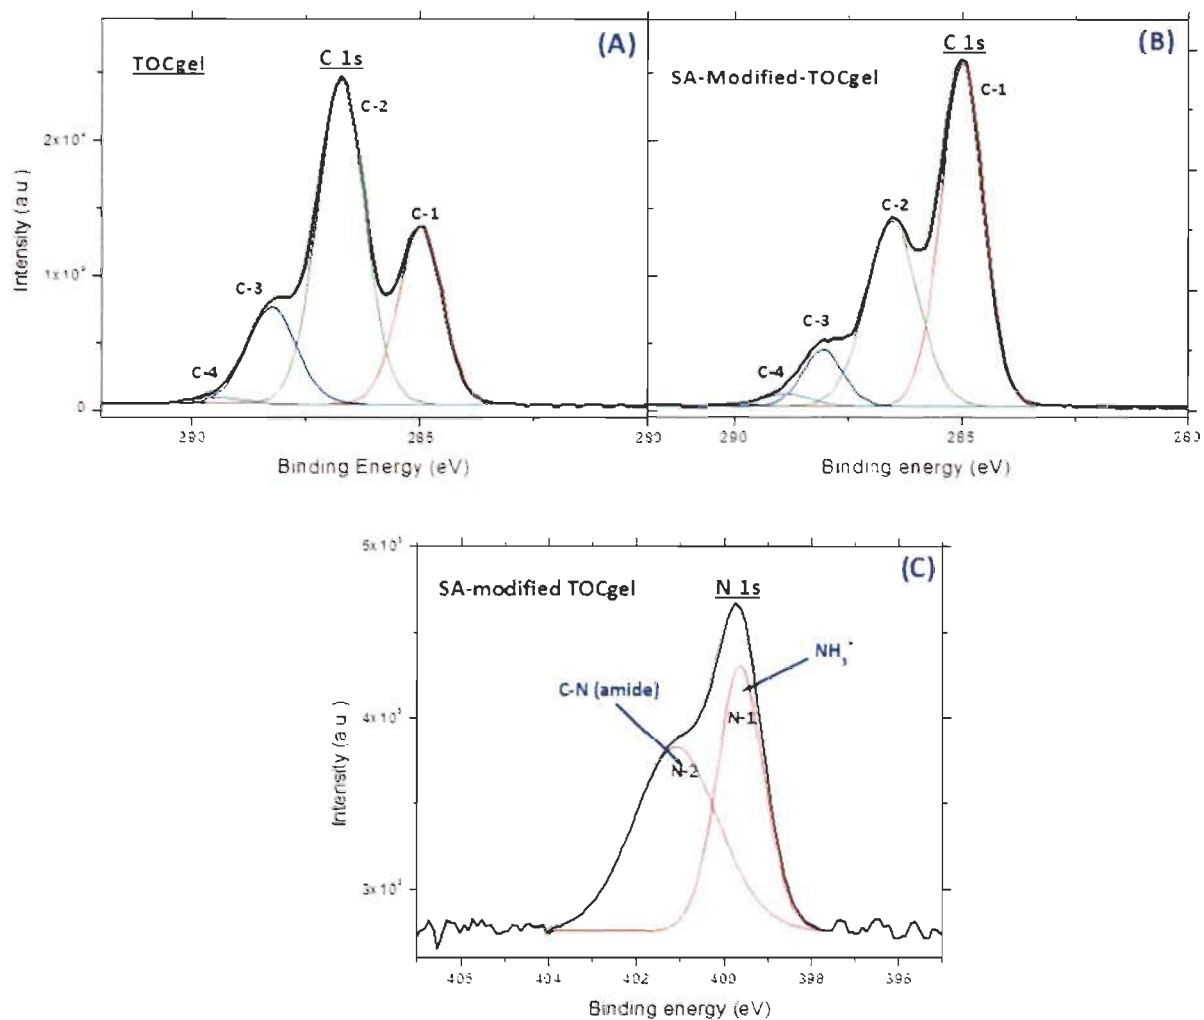 (A)
TOCgel
C 1s
C-2
C-1
C-3
C-4
2x10⁴
Intensity (a u )
0
290
285
Binding Energy (eV)
(B)
C 1s
SA-Modified-TOCgel
C-1
C-2
C-3
C-4
290
285
280
Binding energy (eV)
(C)
SA-modified TOCgel
N 1s
NH₃⁺
C-N (amide)
N-1
N-2
5x10³
4x10³
3x10³
Intensity (a u )
404
402
400
398
396
Binding energy (eV)